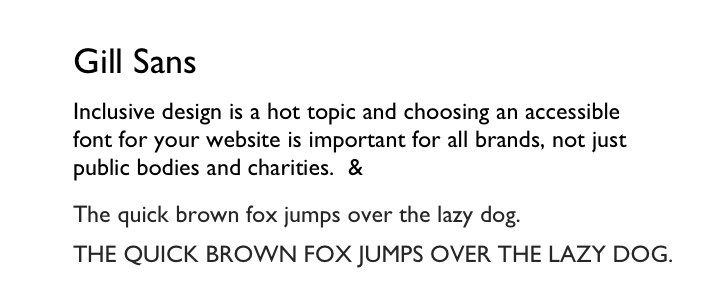 Gill Sans
Inclusive design is a hot topic and choosing an accessible
font for your website is important for all brands, not just
public bodies and charities.  &
The quick brown fox jumps over the lazy dog.
THE QUICK BROWN FOX JUMPS OVER THE LAZY DOG.